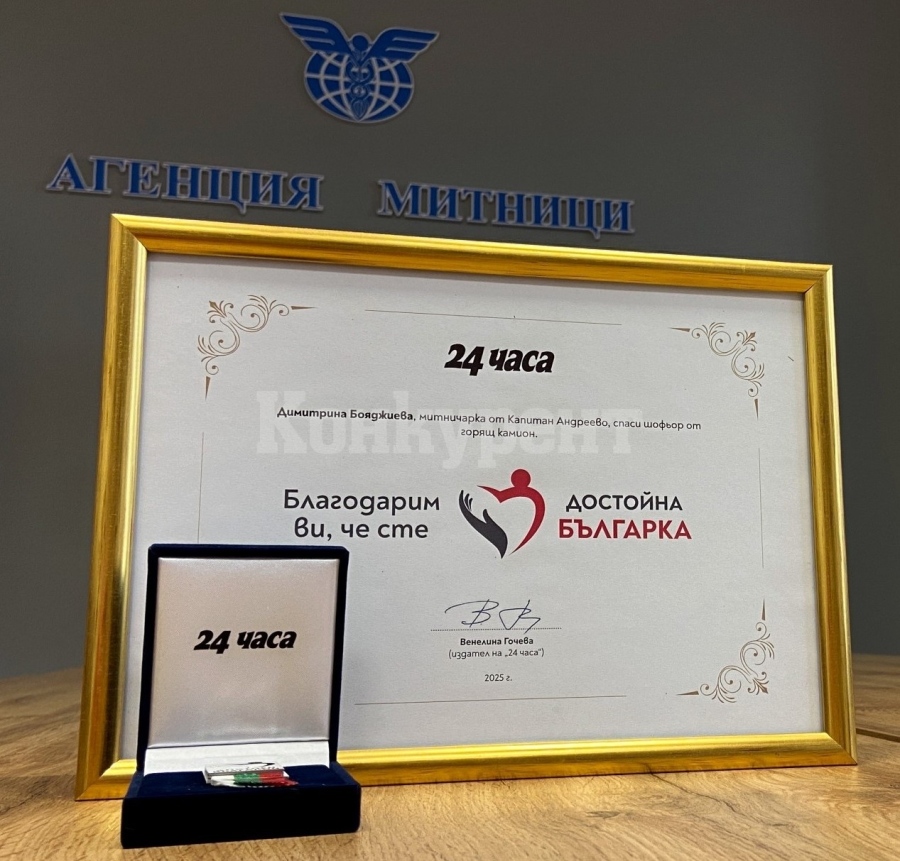 АГЕНЦИЯ МИТНИЦИ
24 часа
Конкурент
Димитрина Бояджиева, митничарка от Капитан Андреево, спаси шофьор от
горящ камион.
Благодарим
ви, че сте
ДОСТОЙНА
БЪЛГАРКА
Венелина Гочева
(издател на „24 часа“)
2025 г.
24 часа